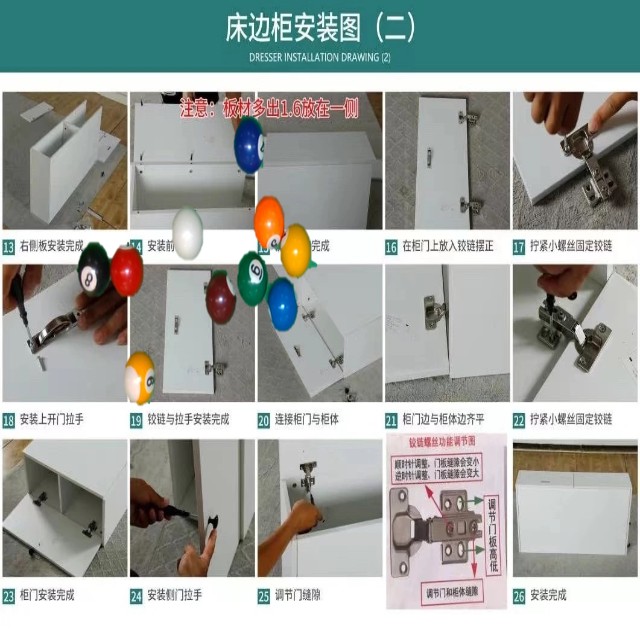 床边柜安装图（二）
DRESSER INSTALLATION DRAWING (2)
注意：板材多出1.6放在一侧
13 右侧板安装完成
14 安装前
完成
16 在柜门上放入铰链摆正
17 拧紧小螺丝固定铰链
18 安装上开门拉手
19 铰链与拉手安装完成
20 连接柜门与柜体
21 柜门边与柜体边齐平
22 拧紧小螺丝固定铰链
铰链螺丝功能调节图
顺时针调整，门板缝隙会变小
逆时针调整，门板缝隙会变大
调节门板高低
调节门和柜体缝隙
23 柜门安装完成
24 安装侧门拉手
25 调节门缝隙
26 安装完成